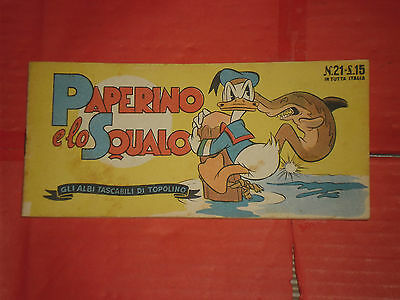 PAPERINO
e lo SQUALO
GLI ALBI TASCABILI DI TOPOLINO
N.21-L.15
IN TUTTA ITALIA